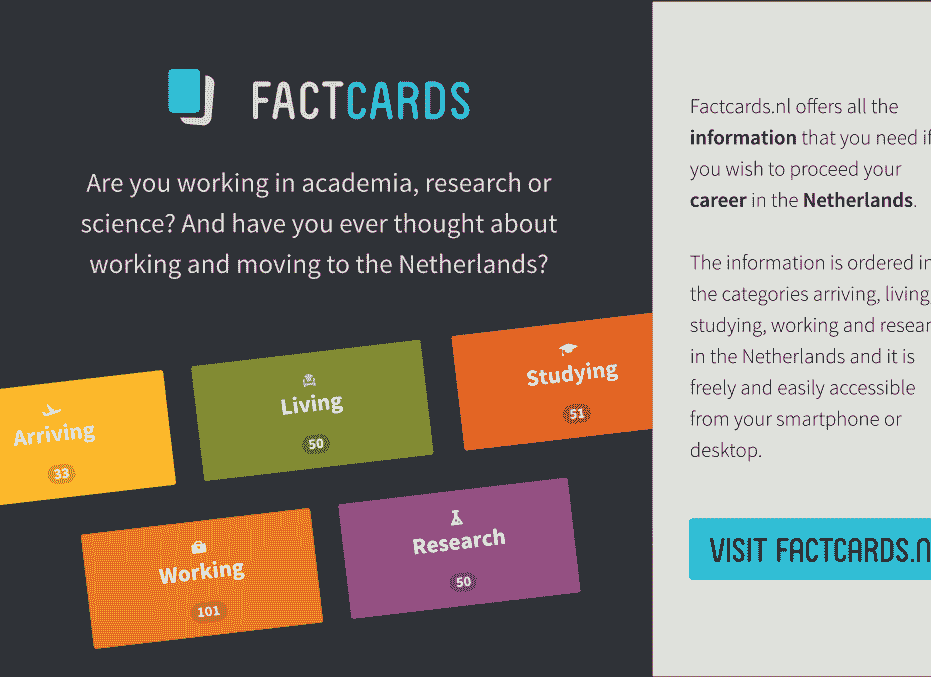 FACTCARDS
Are you working in academia, research or
science? And have you ever thought about
working and moving to the Netherlands?
Arriving
33
Living
50
Studying
51
Working
101
Research
50
Factcards.nl offers all the
information that you need if
you wish to proceed your
career in the Netherlands.
The information is ordered in
the categories arriving, living
studying, working and resear
in the Netherlands and it is
freely and easily accessible
from your smartphone or
desktop.
VISIT FACTCARDS.N